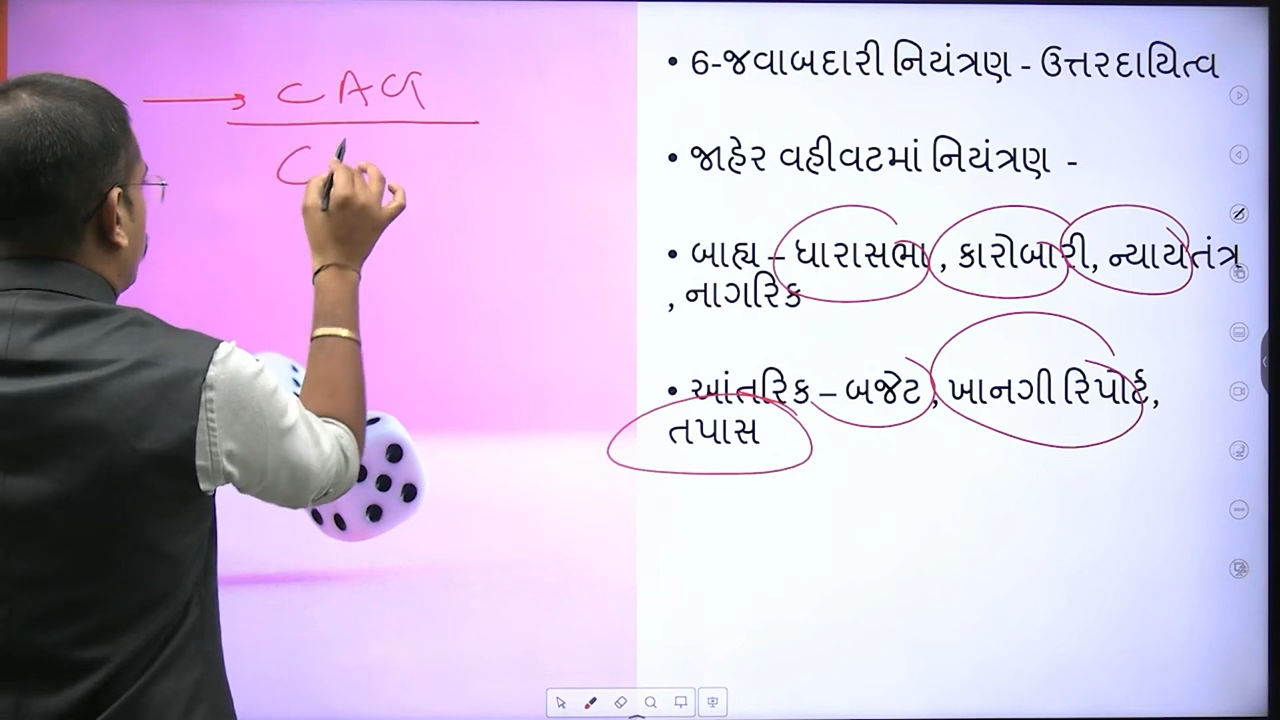 CAG
C
• 6-જવાબદારી નિયંત્રણ - ઉત્તરદાયિત્વ
• જાહેર વહીવટમાં નિયંત્રણ -
• બાહ્ય – ધારાસભા , કારોબારી, ન્યાયતંત્ર
, નાગરિક
• આંતરિક – બજેટ , ખાનગી રિપોર્ટ,
તપાસ